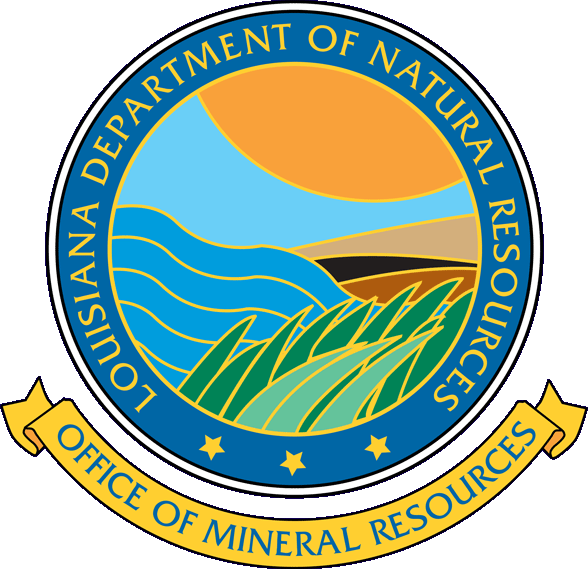 LOUISIANA DEPARTMENT OF NATURAL RESOURCES
OFFICE OF MINERAL RESOURCES